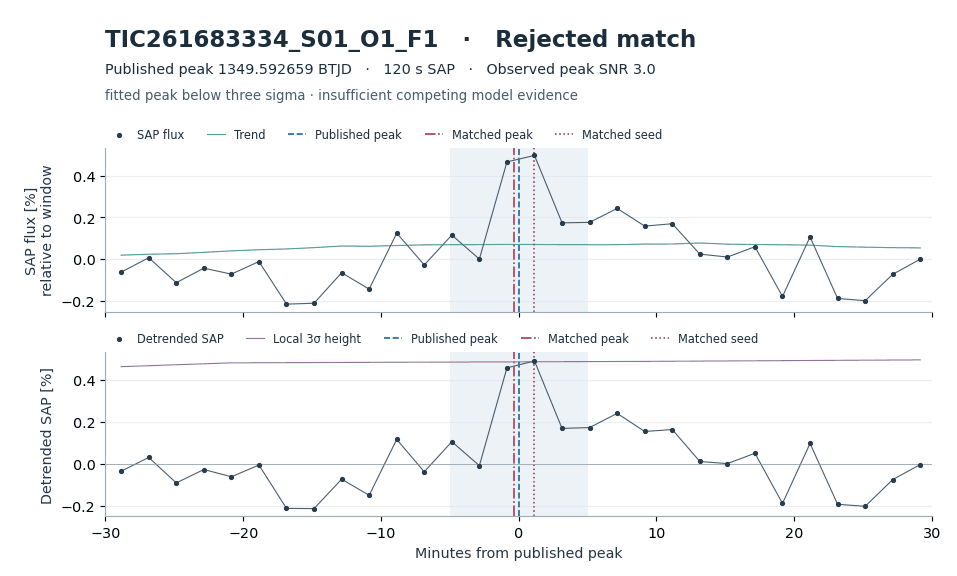 TIC261683334_S01_O1_F1 · Rejected match
Published peak 1349.592659 BTJD · 120 s SAP · Observed peak SNR 3.0
fitted peak below three sigma · insufficient competing model evidence
SAP flux Trend Published peak Matched peak Matched seed
SAP flux [%]
relative to window
0.4
0.2
0.0
−0.2
Detrended SAP Local 3σ height Published peak Matched peak Matched seed
Detrended SAP [%]
0.4
0.2
0.0
−0.2
−30 −20 −10 0 10 20 30
Minutes from published peak